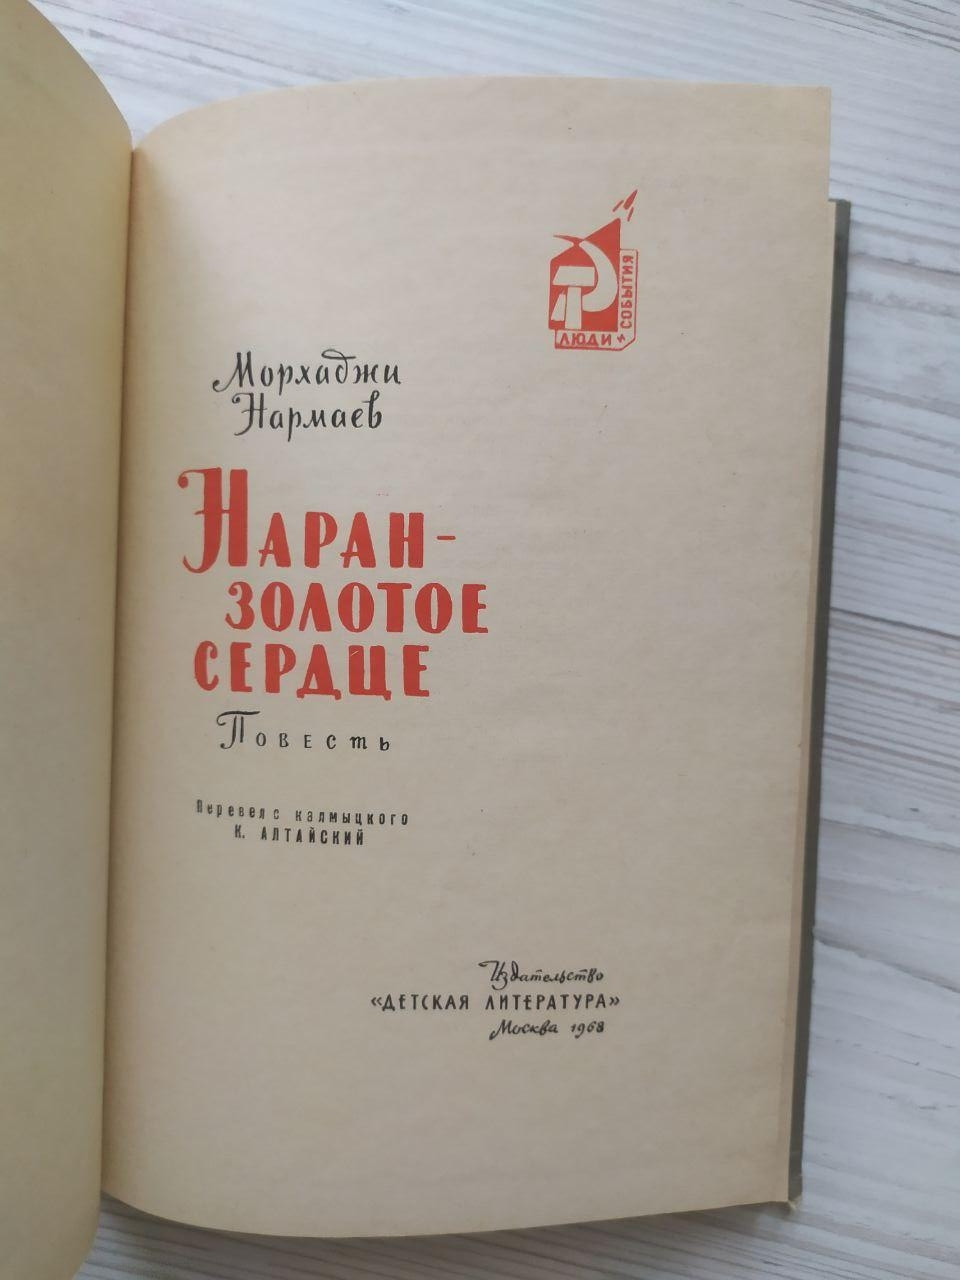 ЛЮДИ И СОБЫТИЯ
Морхаджи
Нармаев
НАРАН-
ЗОЛОТОЕ
СЕРДЦЕ
Повесть
Перевел с калмыцкого
К. АЛТАЙСКИЙ
Издательство
«ДЕТСКАЯ ЛИТЕРАТУРА»
Москва 1968